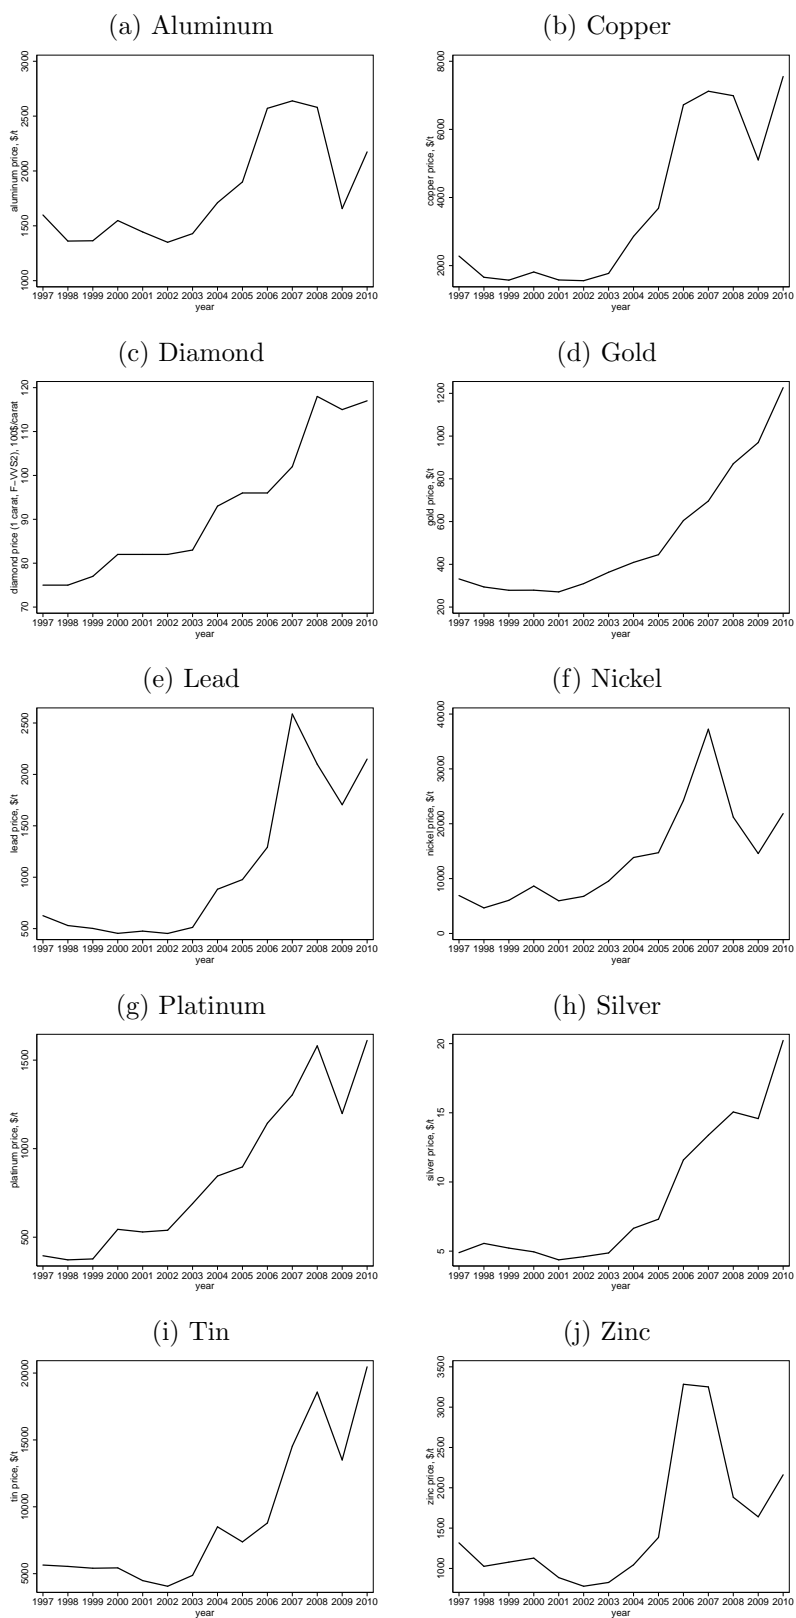 (a) Aluminum
aluminum price, $/t
3000
2500
2000
1500
1000
1997 1998 1999 2000 2001 2002 2003 2004 2005 2006 2007 2008 2009 2010
year
(b) Copper
copper price, $/t
8000
6000
4000
2000
1997 1998 1999 2000 2001 2002 2003 2004 2005 2006 2007 2008 2009 2010
year
(c) Diamond
diamond price (1 carat, F−VVS2), 100$/carat
120
110
100
90
80
70
1997 1998 1999 2000 2001 2002 2003 2004 2005 2006 2007 2008 2009 2010
year
(d) Gold
gold price, $/t
1200
1000
800
600
400
200
1997 1998 1999 2000 2001 2002 2003 2004 2005 2006 2007 2008 2009 2010
year
(e) Lead
lead price, $/t
2500
2000
1500
1000
500
1997 1998 1999 2000 2001 2002 2003 2004 2005 2006 2007 2008 2009 2010
year
(f) Nickel
nickel price, $/t
40000
30000
20000
10000
0
1997 1998 1999 2000 2001 2002 2003 2004 2005 2006 2007 2008 2009 2010
year
(g) Platinum
platinum price, $/t
1500
1000
500
1997 1998 1999 2000 2001 2002 2003 2004 2005 2006 2007 2008 2009 2010
year
(h) Silver
silver price, $/t
20
15
10
5
1997 1998 1999 2000 2001 2002 2003 2004 2005 2006 2007 2008 2009 2010
year
(i) Tin
tin price, $/t
20000
15000
10000
5000
1997 1998 1999 2000 2001 2002 2003 2004 2005 2006 2007 2008 2009 2010
year
(j) Zinc
zinc price, $/t
3500
3000
2500
2000
1500
1000
1997 1998 1999 2000 2001 2002 2003 2004 2005 2006 2007 2008 2009 2010
year